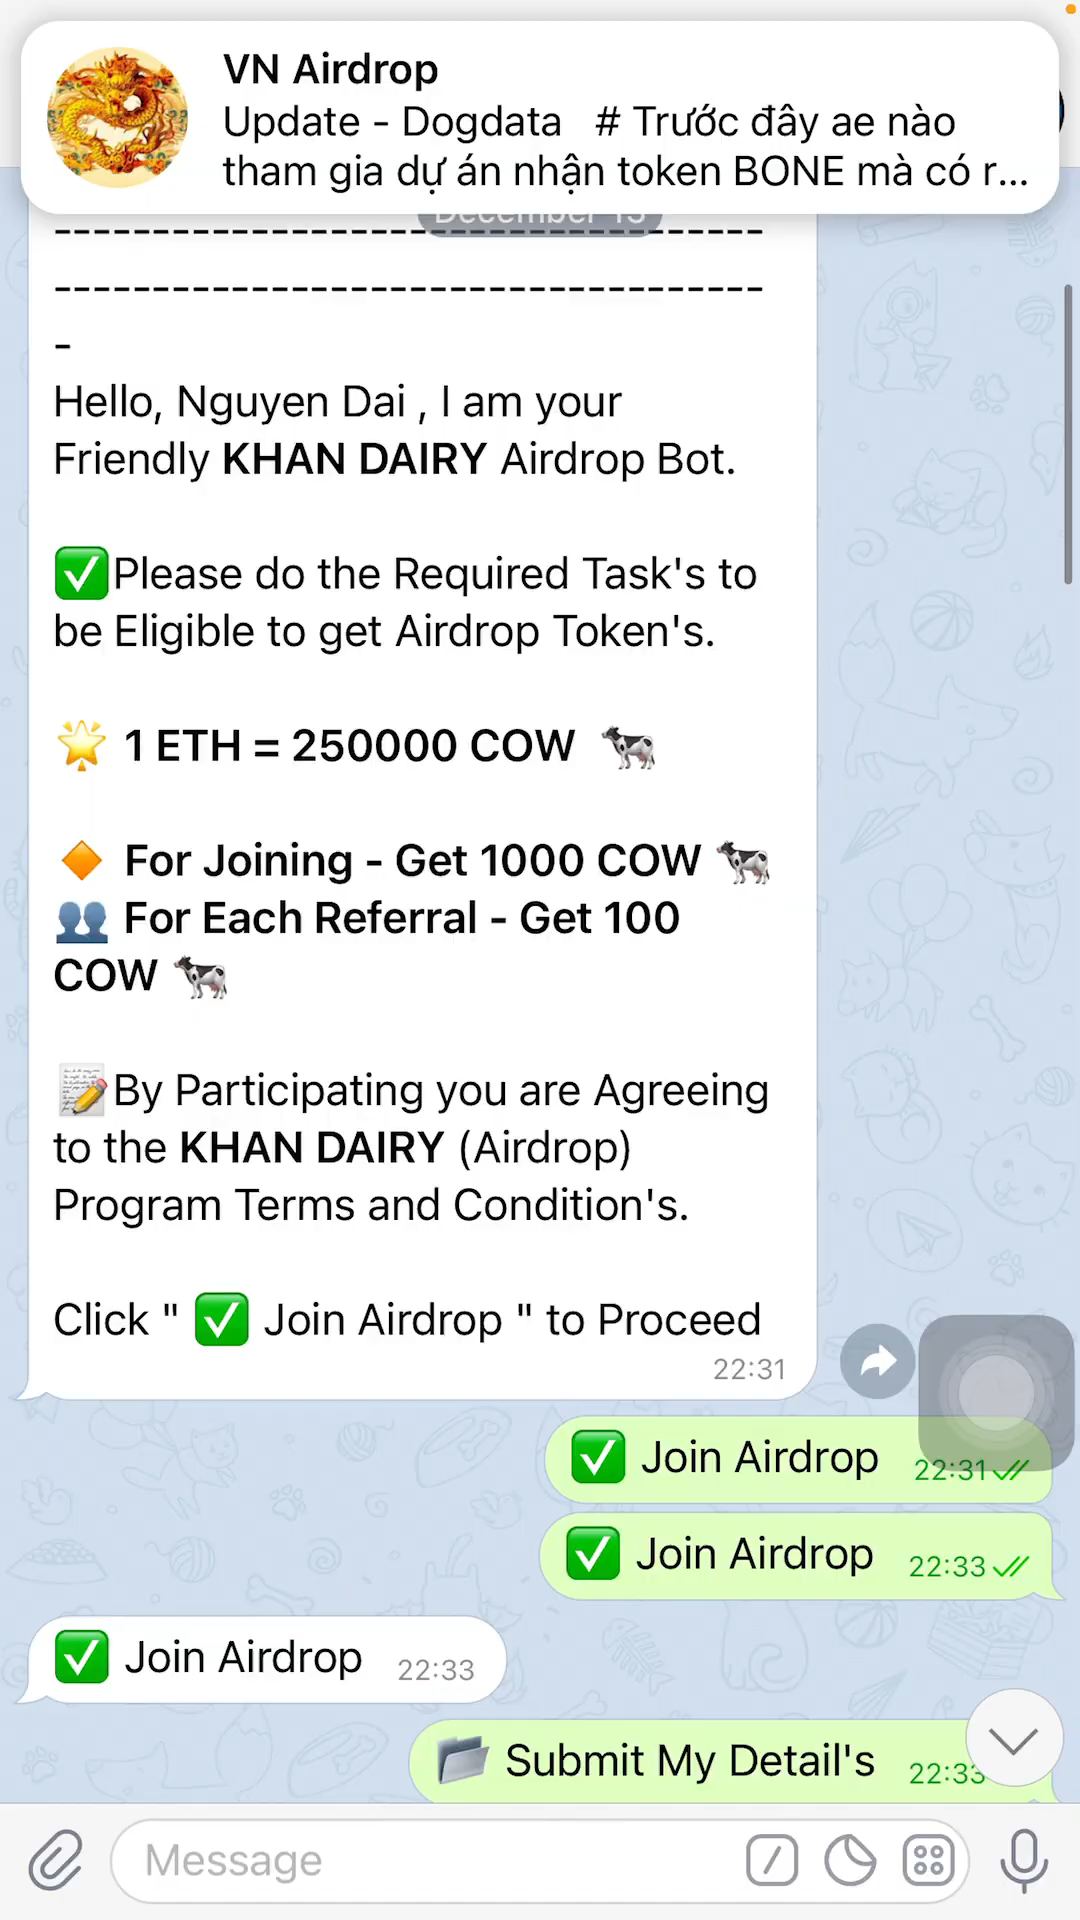 VN Airdrop
Update - Dogdata # Trước đây ae nào
tham gia dự án nhận token BONE mà có r...
December 15
-------------------------------------
-------------------------------------
-
Hello, Nguyen Dai , I am your
Friendly KHAN DAIRY Airdrop Bot.
✅Please do the Required Task's to
be Eligible to get Airdrop Token's.
🌟 1 ETH = 250000 COW 🐄
🔶 For Joining - Get 1000 COW 🐄
👥 For Each Referral - Get 100
COW 🐄
📝By Participating you are Agreeing
to the KHAN DAIRY (Airdrop)
Program Terms and Condition's.
Click " ✅ Join Airdrop " to Proceed
22:31
✅ Join Airdrop 22:31
✅ Join Airdrop 22:33
✅ Join Airdrop 22:33
📁 Submit My Detail's 22:33
Message